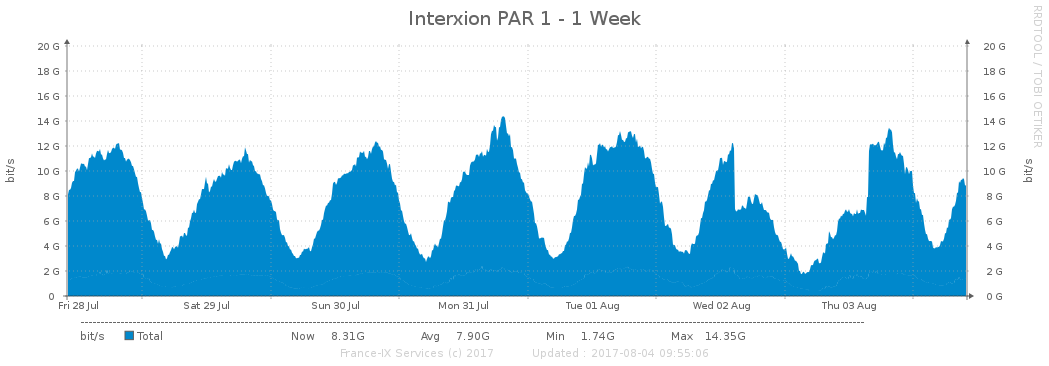 Interxion PAR 1 - 1 Week
RRDTOOL / TOBI OETIKER
bit/s
20 G 20 G
18 G 18 G
16 G 16 G
14 G 14 G
12 G 12 G
10 G 10 G
8 G 8 G
6 G 6 G
4 G 4 G
2 G 2 G
0 0 G
bit/s
Fri 28 Jul Sat 29 Jul Sun 30 Jul Mon 31 Jul Tue 01 Aug Wed 02 Aug Thu 03 Aug
bit/s Total Now 8.31G Avg 7.90G Min 1.74G Max 14.35G
France-IX Services (c) 2017 Updated : 2017-08-04 09:55:06